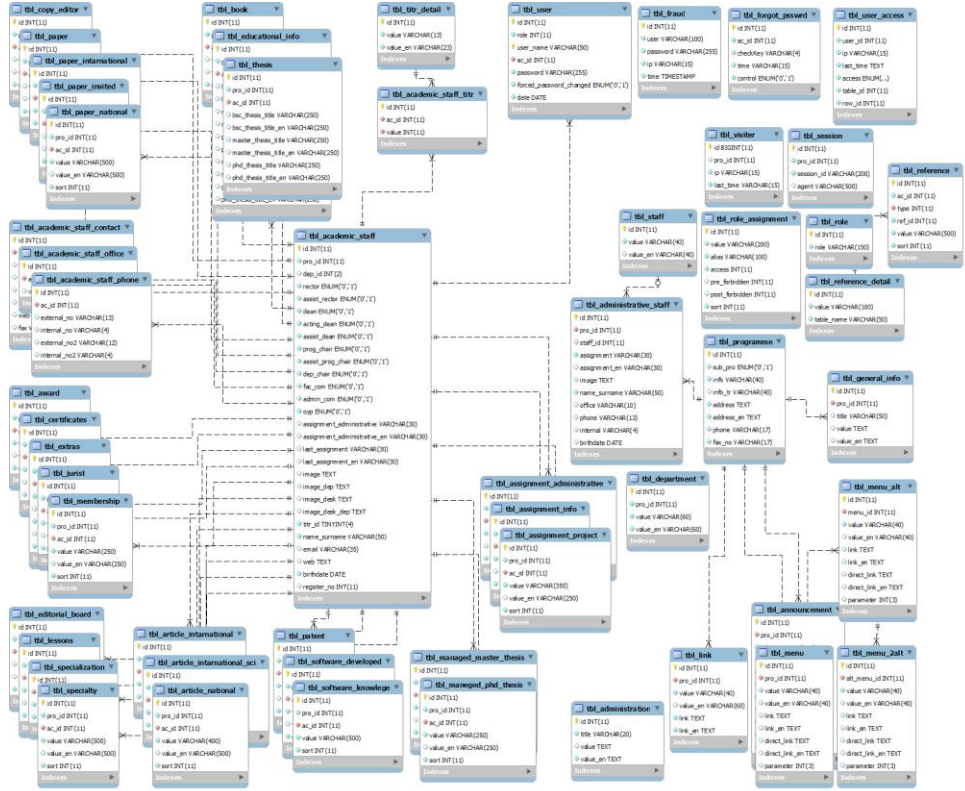 tbl_copy_editor
id INT(11)
tbl_paper
id INT(11)
tbl_paper_international
id INT(11)
tbl_paper_invited
id INT(11)
tbl_paper_national
id INT(11)
pro_id INT(11)
ac_id INT(11)
value VARCHAR(500)
value_en VARCHAR(500)
sort INT(11)
Indexes
tbl_book
id INT(11)
tbl_educational_info
id INT(11)
tbl_thesis
id INT(11)
pro_id INT(11)
ac_id INT(11)
bsc_thesis_title VARCHAR(250)
bsc_thesis_title_en VARCHAR(250)
master_thesis_title VARCHAR(250)
master_thesis_title_en VARCHAR(250)
phd_thesis_title VARCHAR(250)
phd_thesis_title_en VARCHAR(250)
Indexes
tbl_titr_detail
id INT(11)
value VARCHAR(13)
value_en VARCHAR(23)
Indexes
tbl_academic_staff_titr
id INT(11)
ac_id INT(11)
value INT(11)
Indexes
tbl_user
id INT(11)
role INT(11)
user_name VARCHAR(50)
ac_id INT(11)
password VARCHAR(255)
forced_password_changed ENUM('0','1')
date DATE
Indexes
tbl_fraud
id INT(11)
user VARCHAR(100)
password VARCHAR(255)
ip VARCHAR(15)
time TIMESTAMP
Indexes
tbl_forgot_psswrd
id INT(11)
ac_id INT(11)
checkKey VARCHAR(4)
time TEXT
control ENUM('0','1')
Indexes
tbl_user_access
id INT(11)
user_id INT(11)
ip VARCHAR(15)
last_time TEXT
access ENUM(...)
table_id INT(11)
row_id INT(11)
Indexes
tbl_visiter
id BIGINT(11)
pro_id INT(11)
ip VARCHAR(15)
last_time VARCHAR(15)
Indexes
tbl_session
id INT(11)
pro_id INT(11)
session_id VARCHAR(200)
agent VARCHAR(500)
Indexes
tbl_reference
id INT(11)
ac_id INT(11)
type INT(11)
ref_id INT(11)
value VARCHAR(500)
sort INT(11)
Indexes
tbl_academic_staff_contact
id INT(11)
tbl_academic_staff_office
id INT(11)
tbl_academic_staff_phone
id INT(11)
ac_id INT(11)
external_no VARCHAR(13)
internal_no VARCHAR(4)
external_no2 VARCHAR(12)
internal_no2 VARCHAR(4)
Indexes
tbl_academic_staff
id INT(11)
pro_id INT(11)
dep_id INT(2)
rector ENUM('0','1')
assist_rector ENUM('0','1')
dean ENUM('0','1')
acting_dean ENUM('0','1')
assist_dean ENUM('0','1')
prog_chair ENUM('0','1')
assist_prog_chair ENUM('0','1')
dep_chair ENUM('0','1')
fac_com ENUM('0','1')
admin_com ENUM('0','1')
oyp ENUM('0','1')
assignment_administrative VARCHAR(30)
assignment_administrative_en VARCHAR(30)
last_assignment VARCHAR(30)
last_assignment_en VARCHAR(30)
image TEXT
image_dep TEXT
image_desk TEXT
image_desk_dep TEXT
titr_id TINYINT(4)
name_surname VARCHAR(50)
email VARCHAR(35)
web TEXT
birthdate DATE
register_no INT(11)
Indexes
tbl_staff
id INT(11)
value VARCHAR(40)
value_en VARCHAR(40)
Indexes
tbl_role_assignment
id INT(11)
value VARCHAR(200)
alias VARCHAR(100)
access INT(11)
pre_forbidden INT(11)
post_forbidden INT(11)
sort INT(11)
Indexes
tbl_role
id INT(11)
role VARCHAR(150)
Indexes
tbl_reference_detail
id INT(11)
value VARCHAR(100)
table_name VARCHAR(50)
Indexes
tbl_administrative_staff
id INT(11)
pro_id INT(11)
staff_id INT(11)
assignment VARCHAR(30)
assignment_en VARCHAR(30)
image TEXT
name_surname VARCHAR(50)
office VARCHAR(10)
phone VARCHAR(13)
internal VARCHAR(4)
birthdate DATE
Indexes
tbl_programme
id INT(11)
sub_pro ENUM('0','1')
mfb VARCHAR(40)
mfb_tr VARCHAR(40)
address TEXT
address_en TEXT
phone VARCHAR(17)
fax_no VARCHAR(17)
Indexes
tbl_general_info
id INT(11)
pro_id INT(11)
title VARCHAR(50)
value TEXT
value_en TEXT
Indexes
tbl_award
id INT(11)
tbl_certificates
id INT(11)
tbl_extras
id INT(11)
tbl_jurist
id INT(11)
tbl_membership
id INT(11)
pro_id INT(11)
ac_id INT(11)
value VARCHAR(250)
value_en VARCHAR(250)
sort INT(11)
Indexes
tbl_assignment_administrative
id INT(11)
tbl_assignment_info
id INT(11)
tbl_assignment_project
id INT(11)
pro_id INT(11)
ac_id INT(11)
value VARCHAR(350)
value_en VARCHAR(250)
sort INT(11)
Indexes
tbl_department
id INT(11)
pro_id INT(11)
value VARCHAR(60)
value_en VARCHAR(60)
Indexes
tbl_menu_alt
id INT(11)
menu_id INT(11)
value VARCHAR(40)
value_en VARCHAR(40)
link TEXT
link_en TEXT
direct_link TEXT
direct_link_en TEXT
parameter INT(3)
Indexes
tbl_editorial_board
id INT(11)
tbl_lessons
id INT(11)
tbl_specialization
id INT(11)
tbl_specialty
id INT(11)
pro_id INT(11)
ac_id INT(11)
value VARCHAR(500)
value_en VARCHAR(500)
sort INT(11)
Indexes
tbl_article_international
id INT(11)
tbl_article_international_sci
id INT(11)
tbl_article_national
id INT(11)
pro_id INT(11)
ac_id INT(11)
value VARCHAR(400)
value_en VARCHAR(500)
sort INT(11)
Indexes
tbl_patent
id INT(11)
tbl_software_developed
id INT(11)
tbl_software_knowlege
id INT(11)
pro_id INT(11)
ac_id INT(11)
value VARCHAR(500)
sort INT(11)
Indexes
tbl_managed_master_thesis
id INT(11)
tbl_maneged_phd_thesis
id INT(11)
pro_id INT(11)
ac_id INT(11)
value VARCHAR(250)
value_en VARCHAR(250)
sort INT(11)
Indexes
tbl_administration
id INT(11)
title VARCHAR(20)
value TEXT
value_en TEXT
Indexes
tbl_link
id INT(11)
pro_id INT(11)
value VARCHAR(40)
value_en VARCHAR(60)
link TEXT
link_en TEXT
Indexes
tbl_announcement
id INT(11)
pro_id INT(11)
tbl_menu
id INT(11)
pro_id INT(11)
value VARCHAR(40)
value_en VARCHAR(40)
link TEXT
link_en TEXT
direct_link TEXT
direct_link_en TEXT
parameter INT(3)
Indexes
tbl_menu_2alt
id INT(11)
alt_menu_id INT(11)
value VARCHAR(40)
value_en VARCHAR(40)
link TEXT
link_en TEXT
direct_link TEXT
direct_link_en TEXT
parameter INT(3)
Indexes